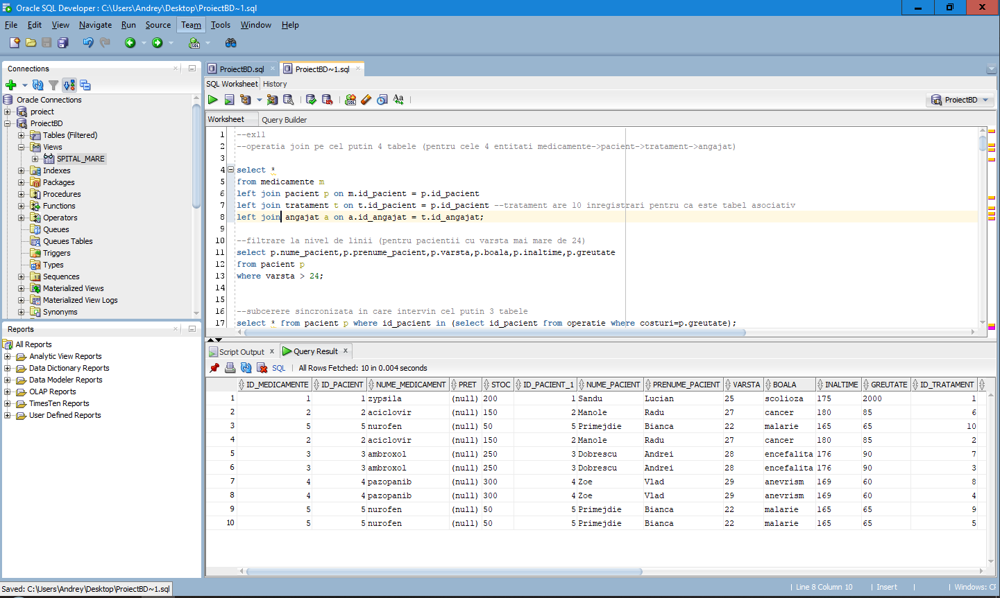 Oracle SQL Developer : C:\Users\Andrey\Desktop\ProiectBD~1.sql
File Edit View Navigate Run Source Team Tools Window Help
Connections
Oracle Connections
proiect
ProiectBD
Tables (Filtered)
Views
SPITAL_MARE
Indexes
Packages
Procedures
Functions
Operators
Queues
Queues Tables
Triggers
Types
Sequences
Materialized Views
Materialized View Logs
Synonyms
Reports
All Reports
Analytic View Reports
Data Dictionary Reports
Data Modeler Reports
OLAP Reports
TimesTen Reports
User Defined Reports
ProiectBD.sql ProiectBD~1.sql
SQL Worksheet History
ProiectBD
Worksheet Query Builder
1 --ex11
2 --operatia join pe cel putin 4 tabele (pentru cele 4 entitati medicamente->pacient->tratament->angajat)
3
4 select *
5 from medicamente m
6 left join pacient p on m.id_pacient = p.id_pacient
7 left join tratament t on t.id_pacient = p.id_pacient --tratament are 10 inregistrari pentru ca este tabel asociativ
8 left join angajat a on a.id_angajat = t.id_angajat;
9
10 --filtrare la nivel de linii (pentru pacientii cu varsta mai mare de 24)
11 select p.nume_pacient,p.prenume_pacient,p.varsta,p.boala,p.inaltime,p.greutate
12 from pacient p
13 where varsta > 24;
14
15
16 --subcerere sincronizata in care intervin cel putin 3 tabele
17 select * from pacient p where id_pacient in (select id_pacient from operatie where costuri=p.greutate);
Script Output x Query Result x
SQL | All Rows Fetched: 10 in 0.004 seconds
ID_MEDICAMENTE ID_PACIENT NUME_MEDICAMENT PRET STOC ID_PACIENT_1 NUME_PACIENT PRENUME_PACIENT VARSTA BOALA INALTIME GREUTATE ID_TRATAMENT
1 1 1 zypsila (null) 200 1 Sandu Lucian 25 scolioza 175 2000 1
2 2 2 aciclovir (null) 150 2 Manole Radu 27 cancer 180 85 6
3 5 5 nurofen (null) 50 5 Primejdie Bianca 22 malarie 165 65 10
4 2 2 aciclovir (null) 150 2 Manole Radu 27 cancer 180 85 2
5 3 3 ambroxol (null) 250 3 Dobrescu Andrei 28 encefalita 176 90 7
6 3 3 ambroxol (null) 250 3 Dobrescu Andrei 28 encefalita 176 90 3
7 4 4 pazopanib (null) 300 4 Zoe Vlad 29 anevrism 169 60 8
8 4 4 pazopanib (null) 300 4 Zoe Vlad 29 anevrism 169 60 4
9 5 5 nurofen (null) 50 5 Primejdie Bianca 22 malarie 165 65 9
10 5 5 nurofen (null) 50 5 Primejdie Bianca 22 malarie 165 65 5
Saved: C:\Users\Andrey\Desktop\ProiectBD~1.sql
Line 8 Column 10 | Insert | Windows: